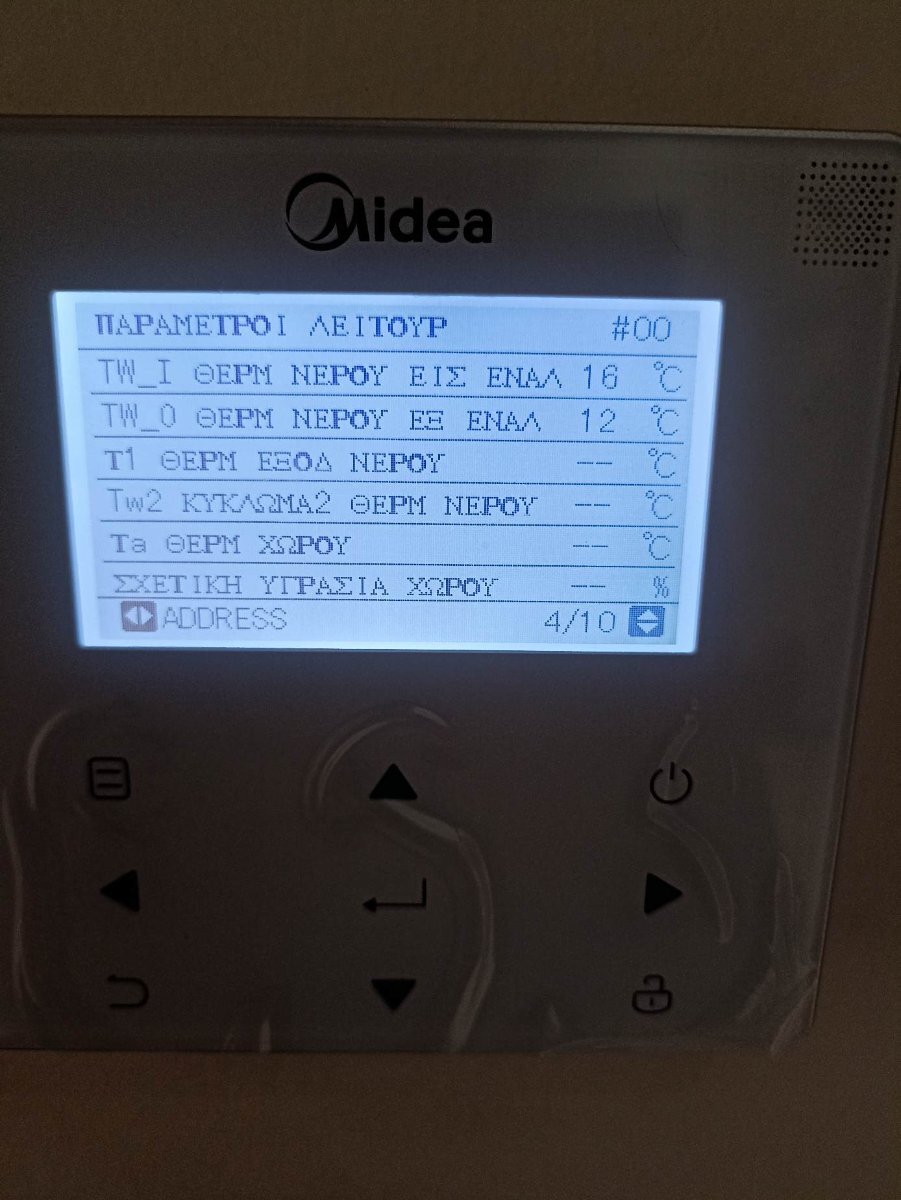 Midea
ΠΑΡΑΜΕΤΡΟΙ ΛΕΙΤΟΥΡ #00
TW_I ΘΕΡΜ ΝΕΡΟΥ ΕΙΣ ΕΝΑΛ 16 °C
TW_O ΘΕΡΜ ΝΕΡΟΥ ΕΞ ΕΝΑΛ 12 °C
T1 ΘΕΡΜ ΕΞΟΔ ΝΕΡΟΥ -- °C
Tw2 ΚΥΚΛΩΜΑ2 ΘΕΡΜ ΝΕΡΟΥ -- °C
Ta ΘΕΡΜ ΧΩΡΟΥ -- °C
ΣΧΕΤΙΚΗ ΥΓΡΑΣΙΑ ΧΩΡΟΥ -- %
ADDRESS 4/10